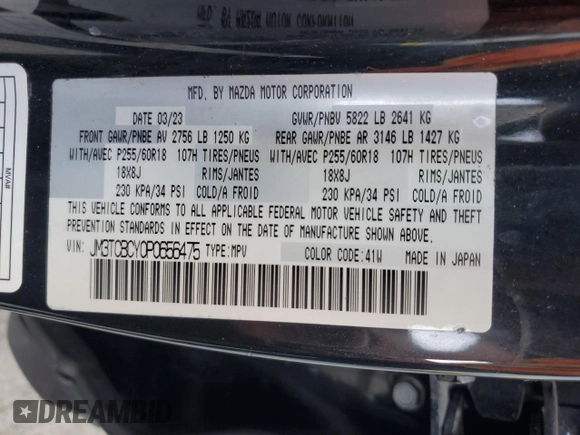 MFD. BY MAZDA MOTOR CORPORATION
DATE 03/23 GVWR/PNBV 5822 LB 2641 KG
FRONT GAWR/PNBE AV 2756 LB 1250 KG REAR GAWR/PNBE AR 3146 LB 1427 KG
WITH/AVEC P255/60R18 107H TIRES/PNEUS WITH/AVEC P255/60R18 107H TIRES/PNEUS
18X8J RIMS/JANTES 18X8J RIMS/JANTES
230 KPA/34 PSI COLD/A FROID 230 KPA/34 PSI COLD/A FROID
THIS VEHICLE CONFORMS TO ALL APPLICABLE FEDERAL MOTOR VEHICLE SAFETY AND THEFT
PREVENTION STANDARDS IN EFFECT ON THE DATE OF MANUFACTURE SHOWN ABOVE.
VIN: JM3TCBCY0P0656475 TYPE:MPV COLOR CODE:41W MADE IN JAPAN
MVAB
DREAMBID